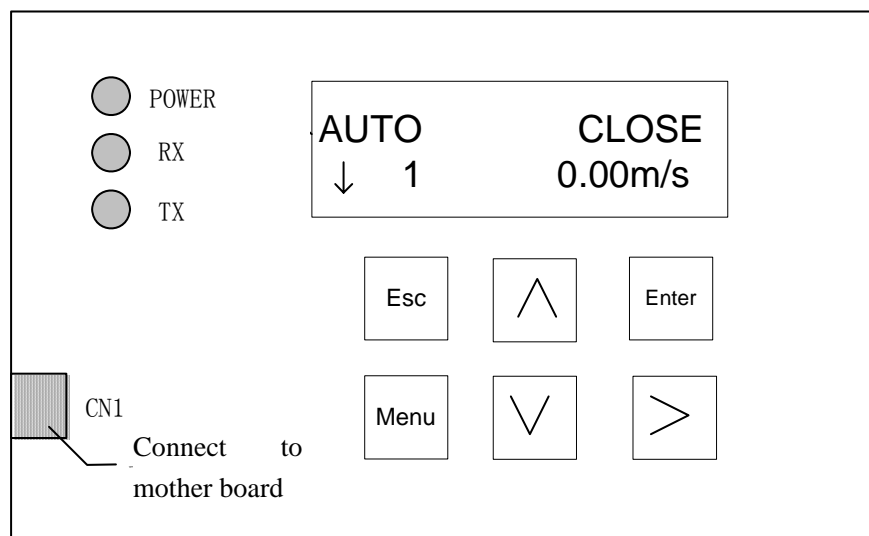 POWER
RX
TX
AUTO CLOSE
↓ 1 0.00m/s
Esc
Enter
Menu
CN1
Connect to
mother board